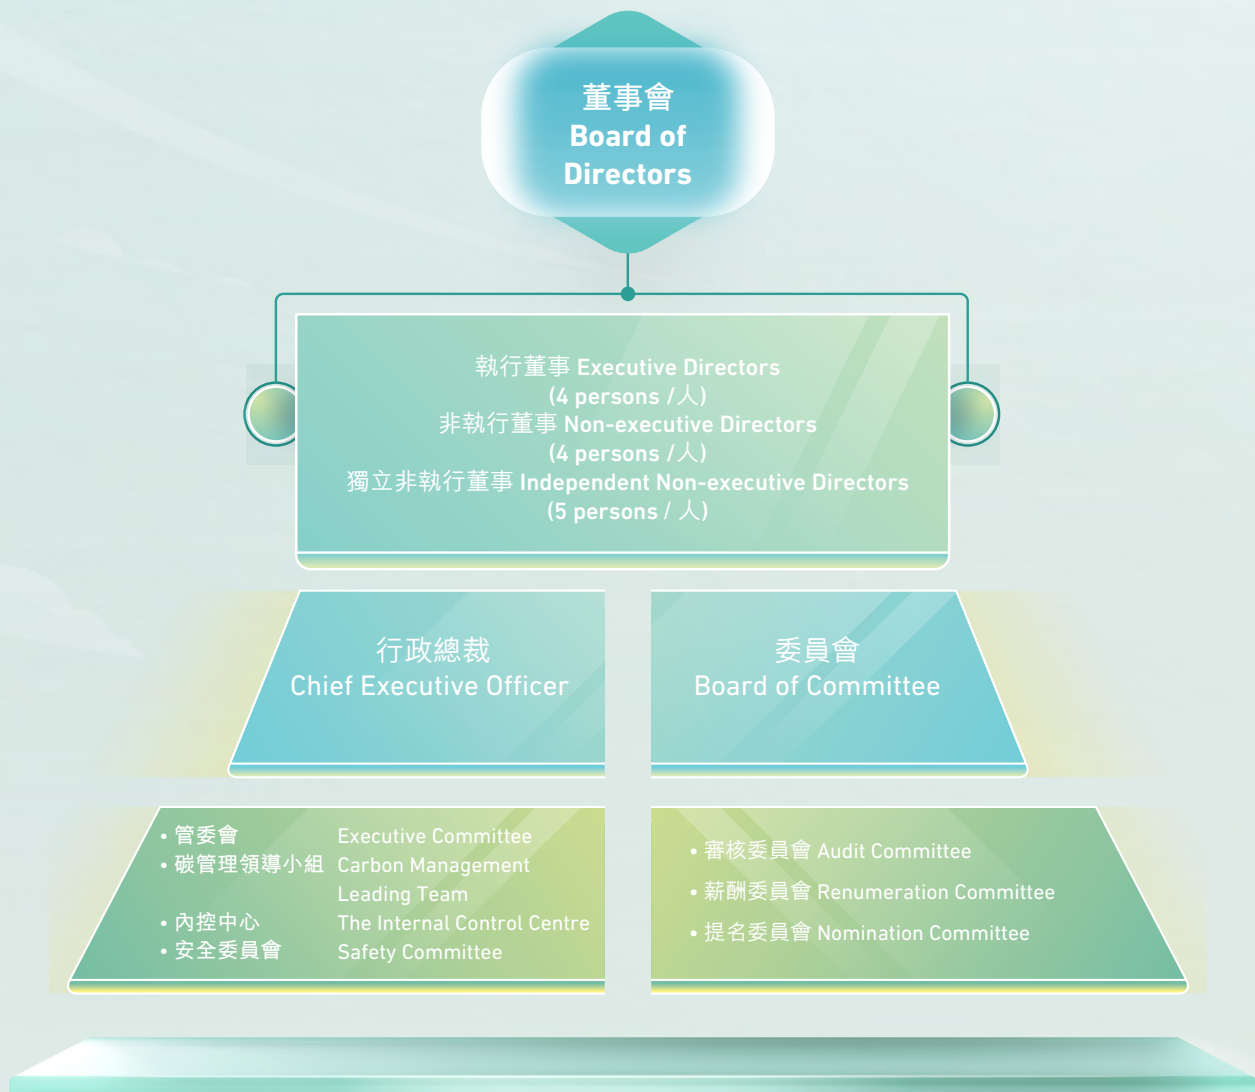 董事會
Board of
Directors
執行董事 Executive Directors
(4 persons /人)
非執行董事 Non-executive Directors
(4 persons /人)
獨立非執行董事 Independent Non-executive Directors
(5 persons / 人)
行政總裁
Chief Executive Officer
委員會
Board of Committee
• 管委會 Executive Committee
• 碳管理領導小組 Carbon Management
Leading Team
• 內控中心 The Internal Control Centre
• 安全委員會 Safety Committee
• 審核委員會 Audit Committee
• 薪酬委員會 Renumeration Committee
• 提名委員會 Nomination Committee